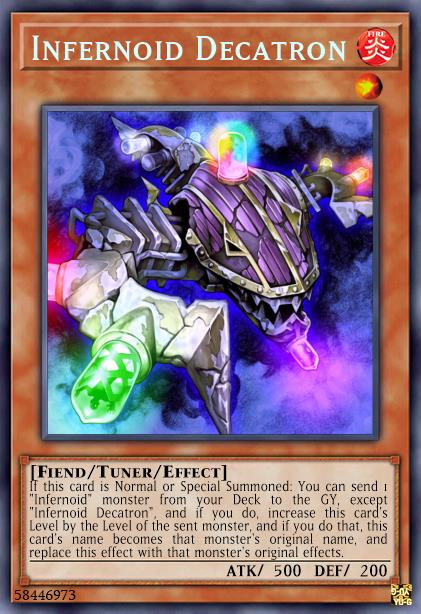 Infernoid Decatron
FIRE
炎
[Fiend/Tuner/Effect]
If this card is Normal or Special Summoned: You can send 1
"Infernoid" monster from your Deck to the GY, except
"Infernoid Decatron", and if you do, increase this card's
Level by the Level of the sent monster, and if you do that, this
card's name becomes that monster's original name, and
replace this effect with that monster's original effects.
ATK/ 500 DEF/ 200
58446973